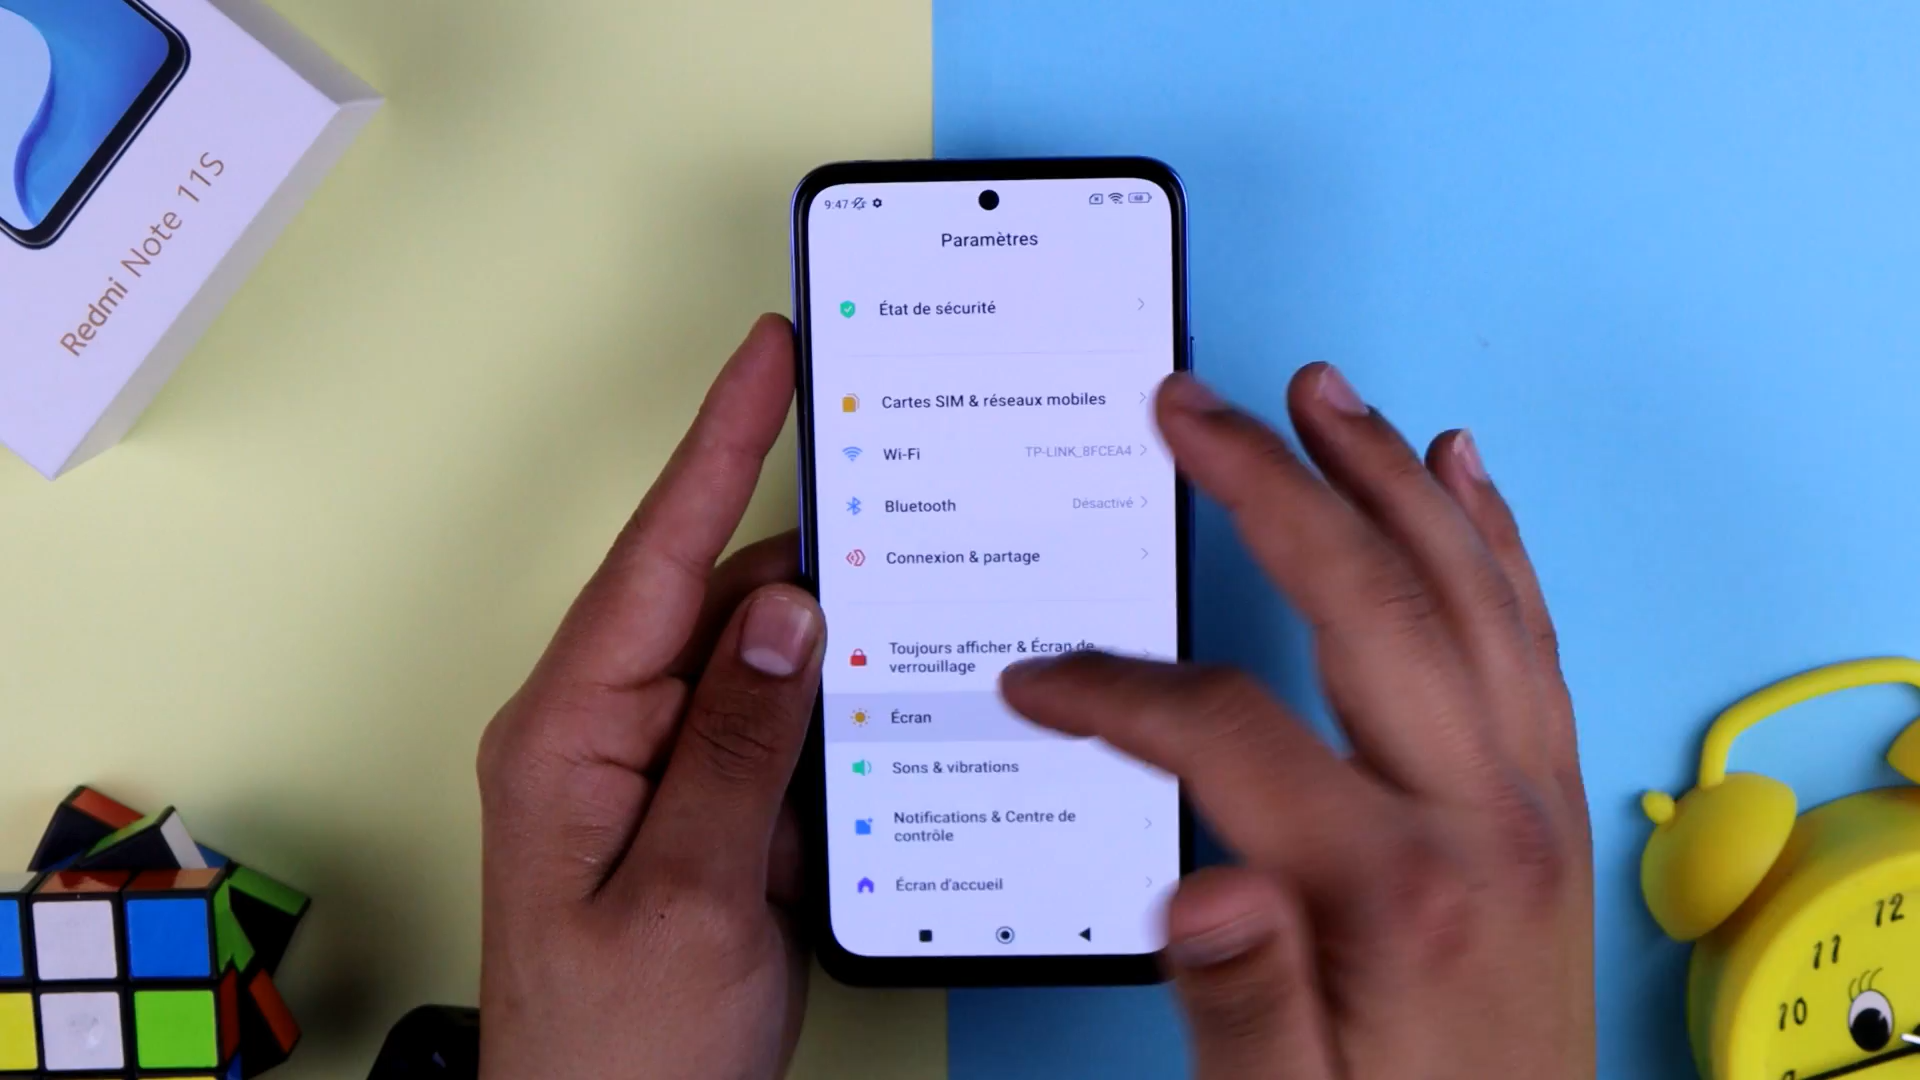 Redmi Note 11S
9:47
68
Paramètres
État de sécurité
Cartes SIM & réseaux mobiles
Wi-Fi TP-LINK_8FCEA4
Bluetooth Désactivé
Connexion & partage
Toujours afficher & Écran de
verrouillage
Écran
Sons & vibrations
Notifications & Centre de
contrôle
Écran d'accueil
12
11
10